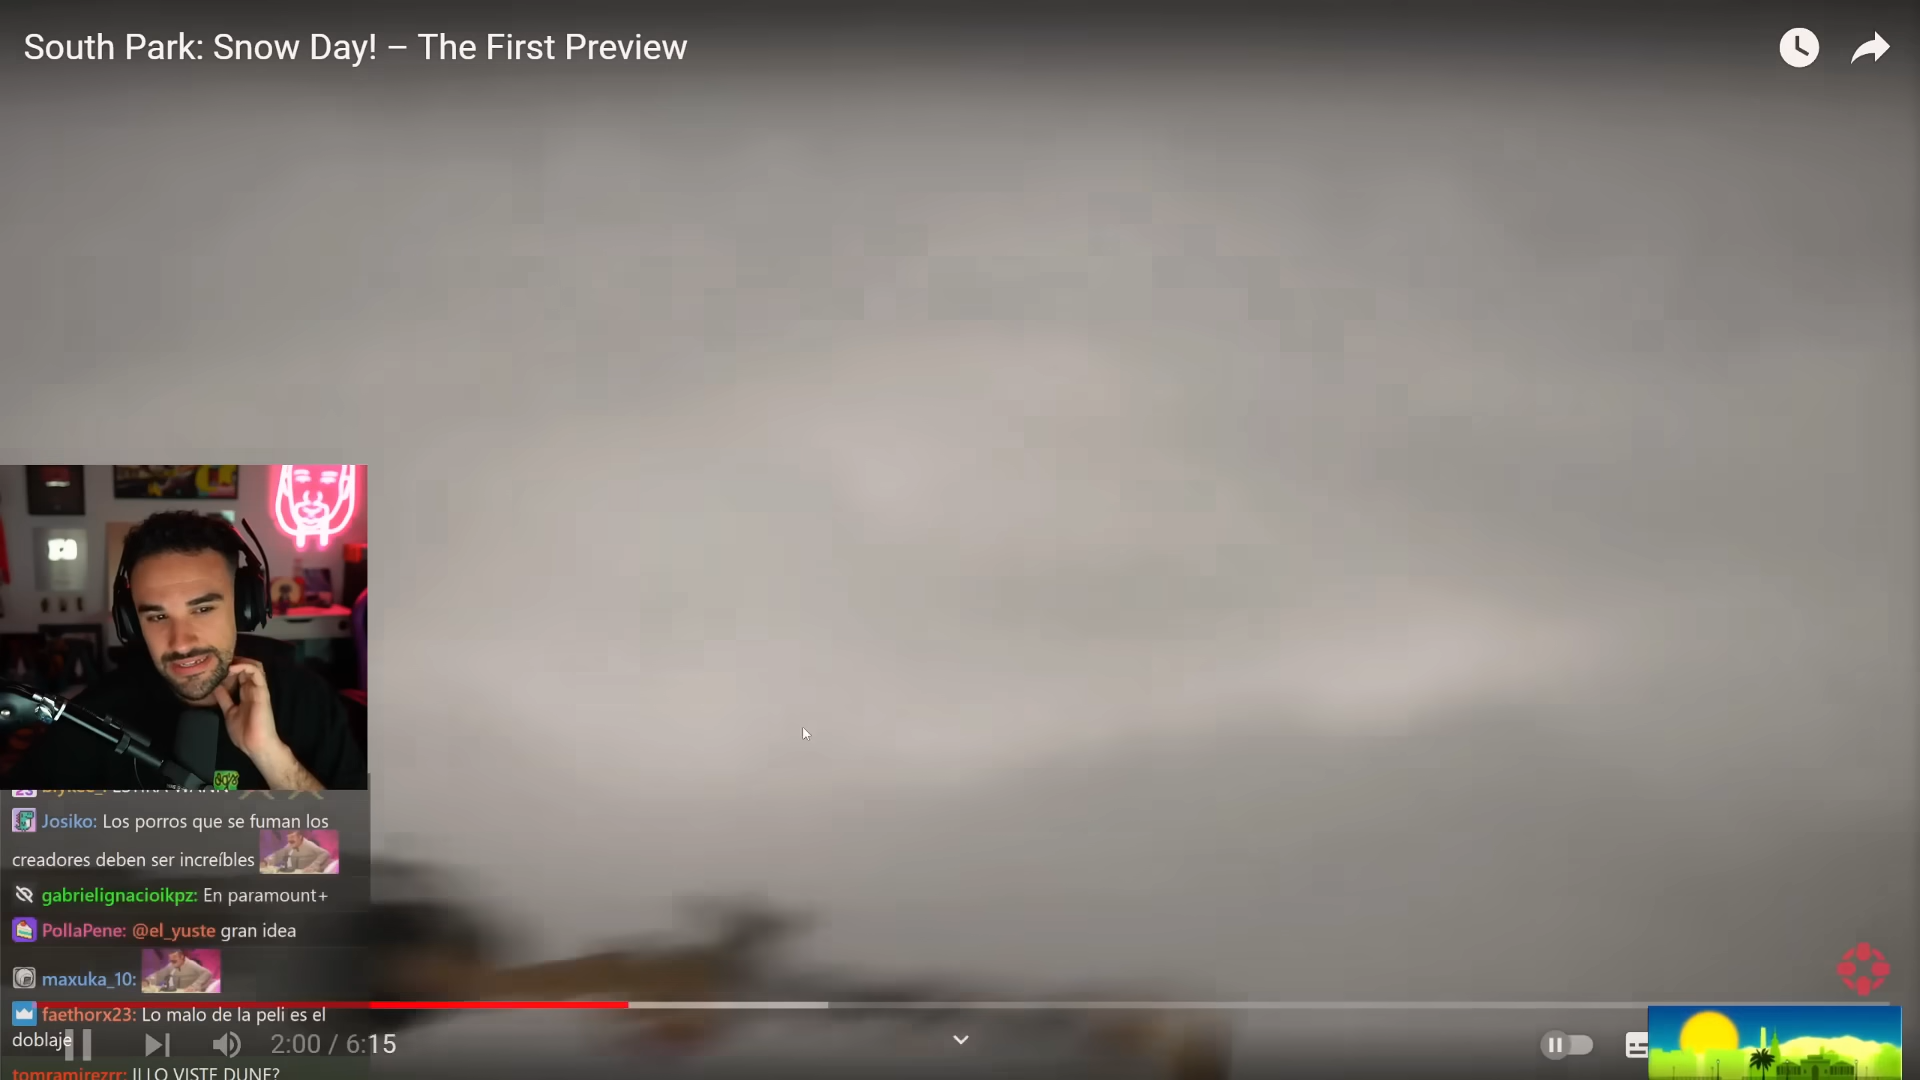 South Park: Snow Day! – The First Preview
Josiko: Los porros que se fuman los
creadores deben ser increíbles
gabrielignacioikpz: En paramount+
PollaPene: @el_yuste gran idea
maxuka_10:
faethorx23: Lo malo de la peli es el
doblaje
2:00 / 6:15
tomramirezrr: ILLO VISTE DUNE?